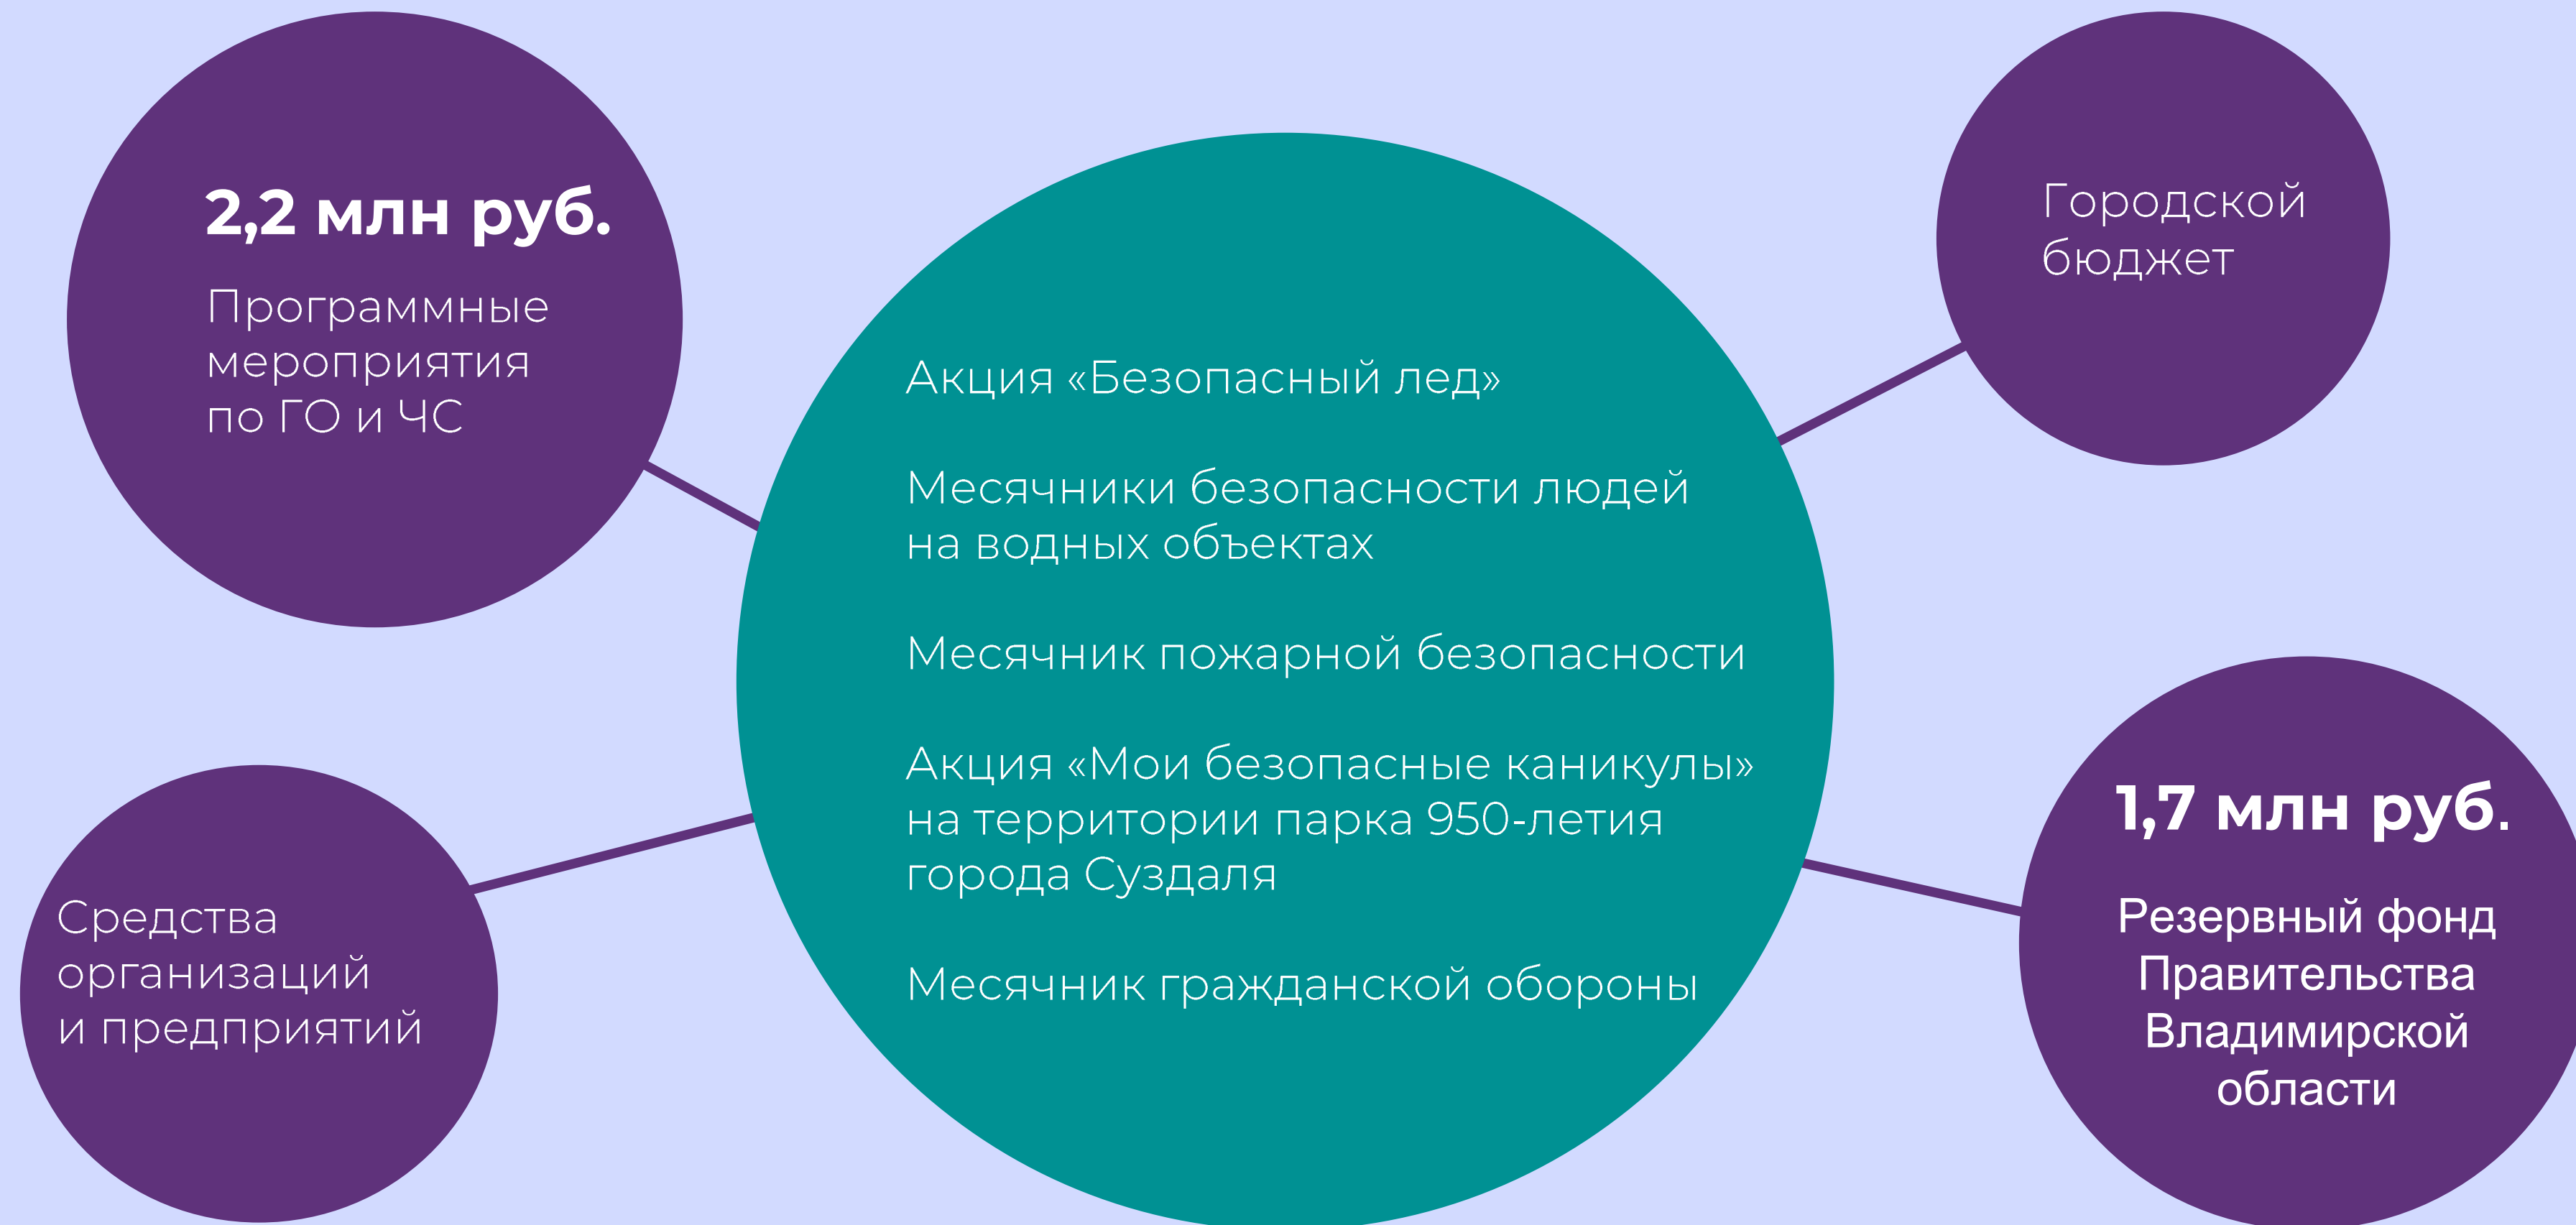 2,2 млн руб.
Программные
мероприятия
по ГО и ЧС
Средства
организаций
и предприятий
Акция «Безопасный лед»
Месячники безопасности людей
на водных объектах
Месячник пожарной безопасности
Акция «Мои безопасные каникулы»
на территории парка 950-летия
города Суздаля
Месячник гражданской обороны
Городской
бюджет
1,7 млн руб.
Резервный фонд
Правительства
Владимирской
области